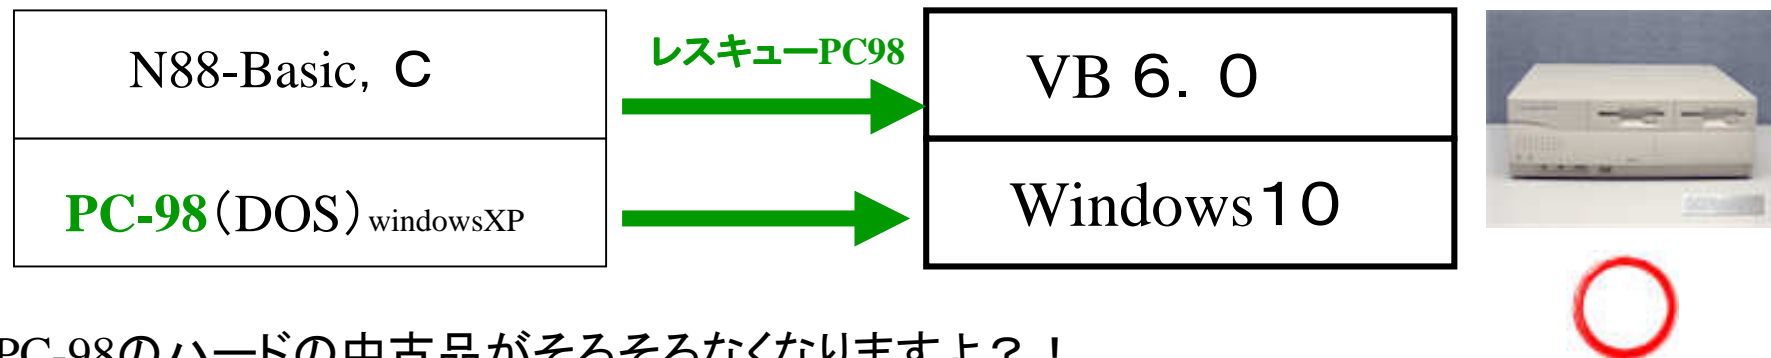 N88-Basic, C
レスキューPC98
VB 6. 0
PC-98(DOS)windowsXP
Windows10
PC-98のハードの中古品がそろそろなくなりますよ?!